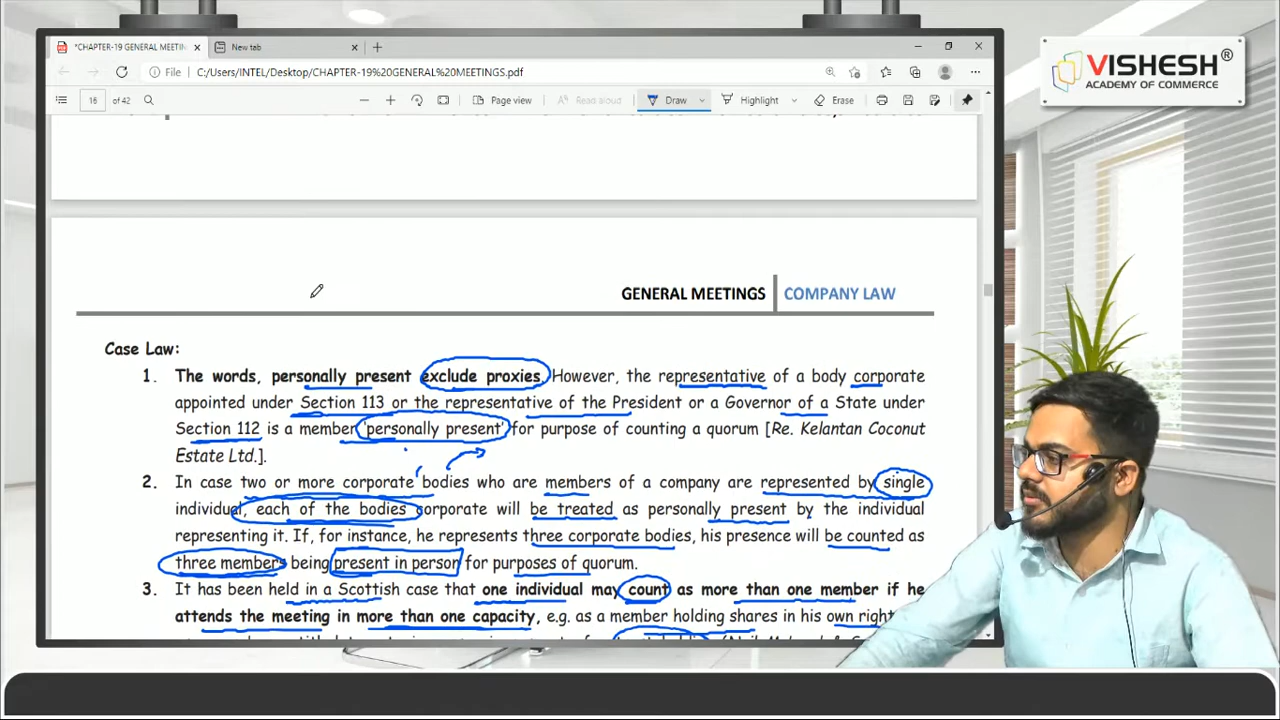 *CHAPTER-19 GENERAL MEETIN
New tab
File
C:/Users/INTEL/Desktop/CHAPTER-19%20GENERAL%20MEETINGS.pdf
16 of 42
Page view
Read aloud
Draw
Highlight
Erase
VISHESH®
ACADEMY OF COMMERCE
GENERAL MEETINGS COMPANY LAW
Case Law:
1. The words, personally present exclude proxies. However, the representative of a body corporate
appointed under Section 113 or the representative of the President or a Governor of a State under
Section 112 is a member 'personally present' for purpose of counting a quorum [Re. Kelantan Coconut
Estate Ltd.].
2. In case two or more corporate bodies who are members of a company are represented by single
individual, each of the bodies corporate will be treated as personally present by the individual
representing it. If, for instance, he represents three corporate bodies, his presence will be counted as
three members being present in person for purposes of quorum.
3. It has been held in a Scottish case that one individual may count as more than one member if he
attends the meeting in more than one capacity, e.g. as a member holding shares in his own right